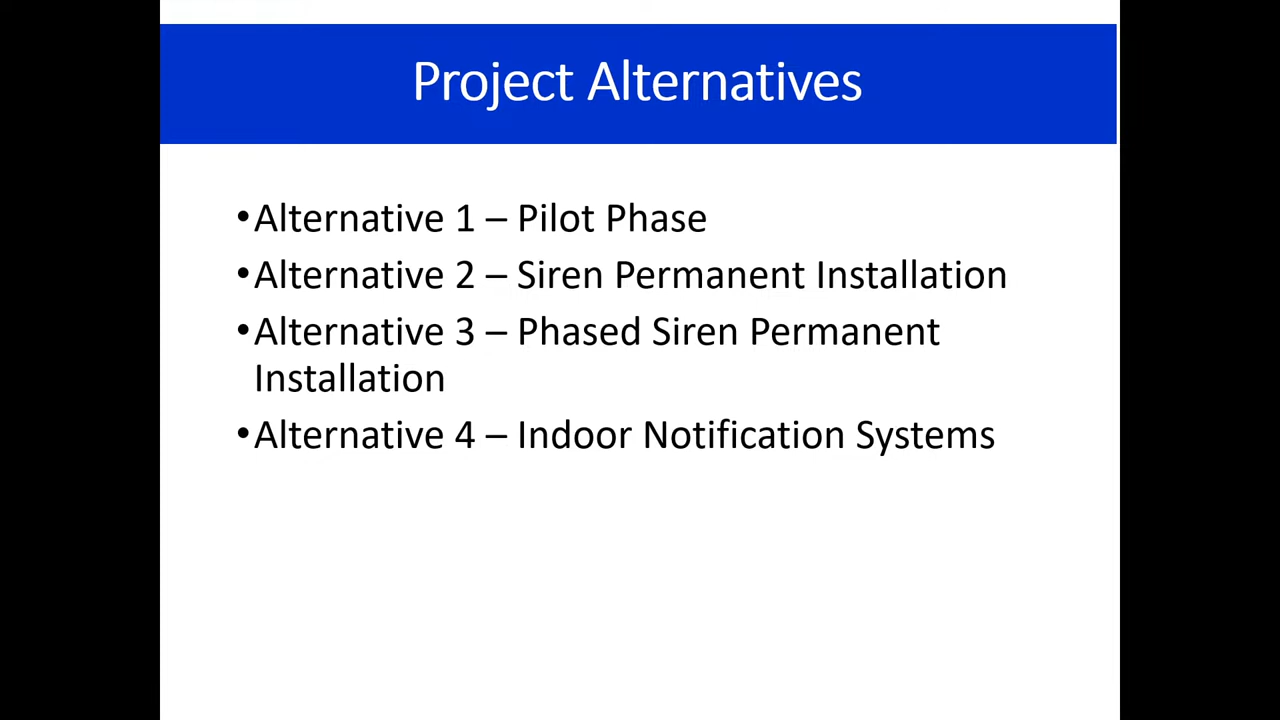 Project Alternatives
•Alternative 1 – Pilot Phase
•Alternative 2 – Siren Permanent Installation
•Alternative 3 – Phased Siren Permanent
Installation
•Alternative 4 – Indoor Notification Systems